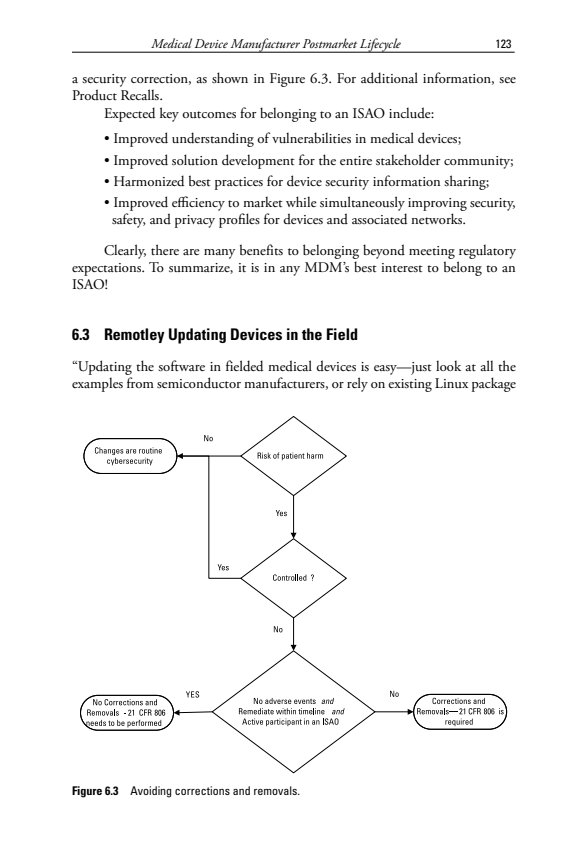 Medical Device Manufacturer Postmarket Lifecycle 123
a security correction, as shown in Figure 6.3. For additional information, see
Product Recalls.
Expected key outcomes for belonging to an ISAO include:
• Improved understanding of vulnerabilities in medical devices;
• Improved solution development for the entire stakeholder community;
• Harmonized best practices for device security information sharing;
• Improved efficiency to market while simultaneously improving security,
safety, and privacy profiles for devices and associated networks.
Clearly, there are many benefits to belonging beyond meeting regulatory
expectations. To summarize, it is in any MDM’s best interest to belong to an
ISAO!
6.3 Remotley Updating Devices in the Field
“Updating the software in fielded medical devices is easy—just look at all the
examples from semiconductor manufacturers, or rely on existing Linux package
No
Changes are routine
cybersecurity
Risk of patient harm
Yes
Yes
Controlled ?
No
YES
No
No Corrections and
Removals - 21 CFR 806
needs to be performed
No adverse events and
Remediate within timeline and
Active participant in an ISAO
Corrections and
Removals—21 CFR 806 is
required
Figure 6.3 Avoiding corrections and removals.